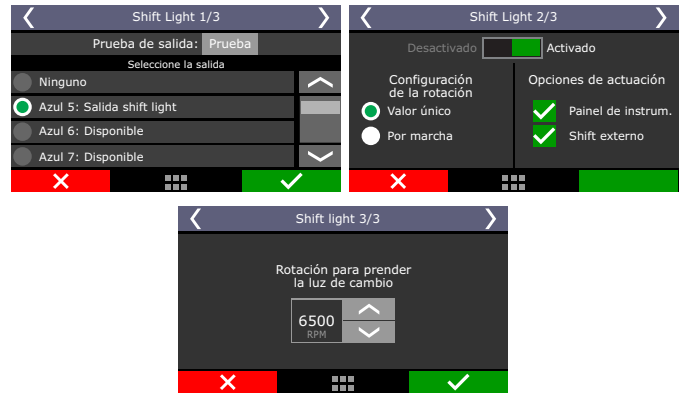 Shift Light 1/3
Prueba de salida: Prueba
Seleccione la salida
Ninguno
Azul 5: Salida shift light
Azul 6: Disponible
Azul 7: Disponible
Shift Light 2/3
Desactivado Activado
Configuración
de la rotación
Valor único
Por marcha
Opciones de actuación
Painel de instrum.
Shift externo
Shift light 3/3
Rotación para prender
la luz de cambio
6500
RPM